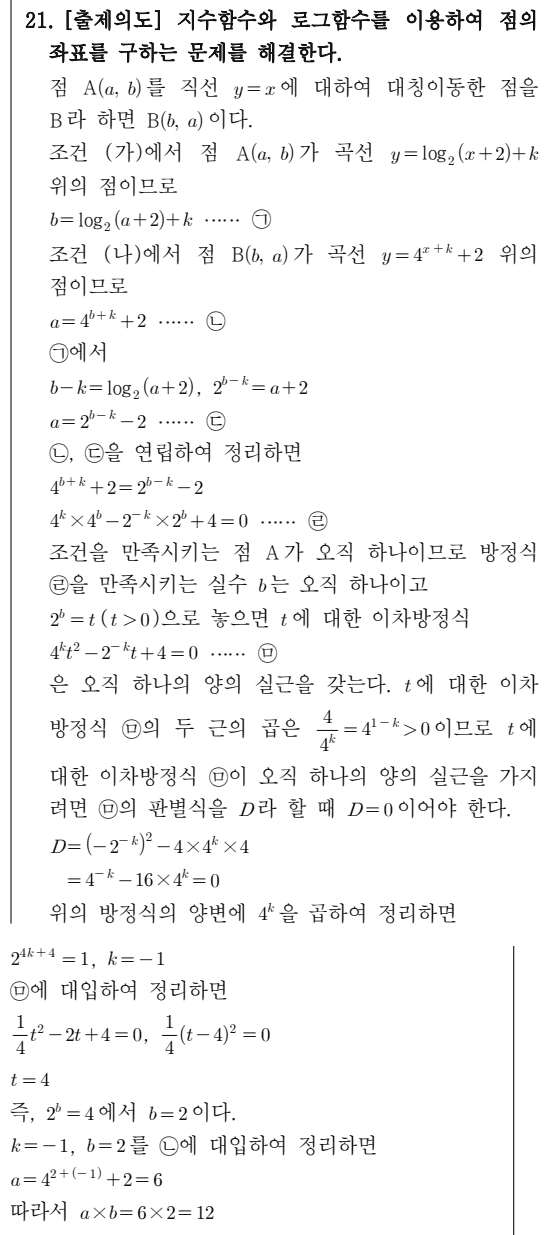 21. [출제의도] 지수함수와 로그함수를 이용하여 점의
좌표를 구하는 문제를 해결한다.
점 A(a, b)를 직선 y=x에 대하여 대칭이동한 점을
B라 하면 B(b, a)이다.
조건 (가)에서 점 A(a, b)가 곡선 y=log₂(x+2)+k
위의 점이므로
b=log₂(a+2)+k ⋯⋯ ㉠
조건 (나)에서 점 B(b, a)가 곡선 y=4^{x+k}+2 위의
점이므로
a=4^{b+k}+2 ⋯⋯ ㉡
㉠에서
b-k=log₂(a+2), 2^{b-k}=a+2
a=2^{b-k}-2 ⋯⋯ ㉢
㉡, ㉢을 연립하여 정리하면
4^{b+k}+2=2^{b-k}-2
4^k×4^b-2^{-k}×2^b+4=0 ⋯⋯ ㉣
조건을 만족시키는 점 A가 오직 하나이므로 방정식
㉣을 만족시키는 실수 b는 오직 하나이고
2^b=t(t>0)으로 놓으면 t에 대한 이차방정식
4^k t²-2^{-k}t+4=0 ⋯⋯ ㉤
은 오직 하나의 양의 실근을 갖는다. t에 대한 이차
방정식 ㉤의 두 근의 곱은 4/4^k=4^{1-k}>0이므로 t에
대한 이차방정식 ㉤이 오직 하나의 양의 실근을 가지
려면 ㉤의 판별식을 D라 할 때 D=0이어야 한다.
D=(-2^{-k})²-4×4^k×4
=4^{-k}-16×4^k=0
위의 방정식의 양변에 4^k을 곱하여 정리하면
2^{4k+4}=1, k=-1
㉤에 대입하여 정리하면
1/4t²-2t+4=0, 1/4(t-4)²=0
t=4
즉, 2^b=4에서 b=2이다.
k=-1, b=2를 ㉡에 대입하여 정리하면
a=4^{2+(-1)}+2=6
따라서 a×b=6×2=12